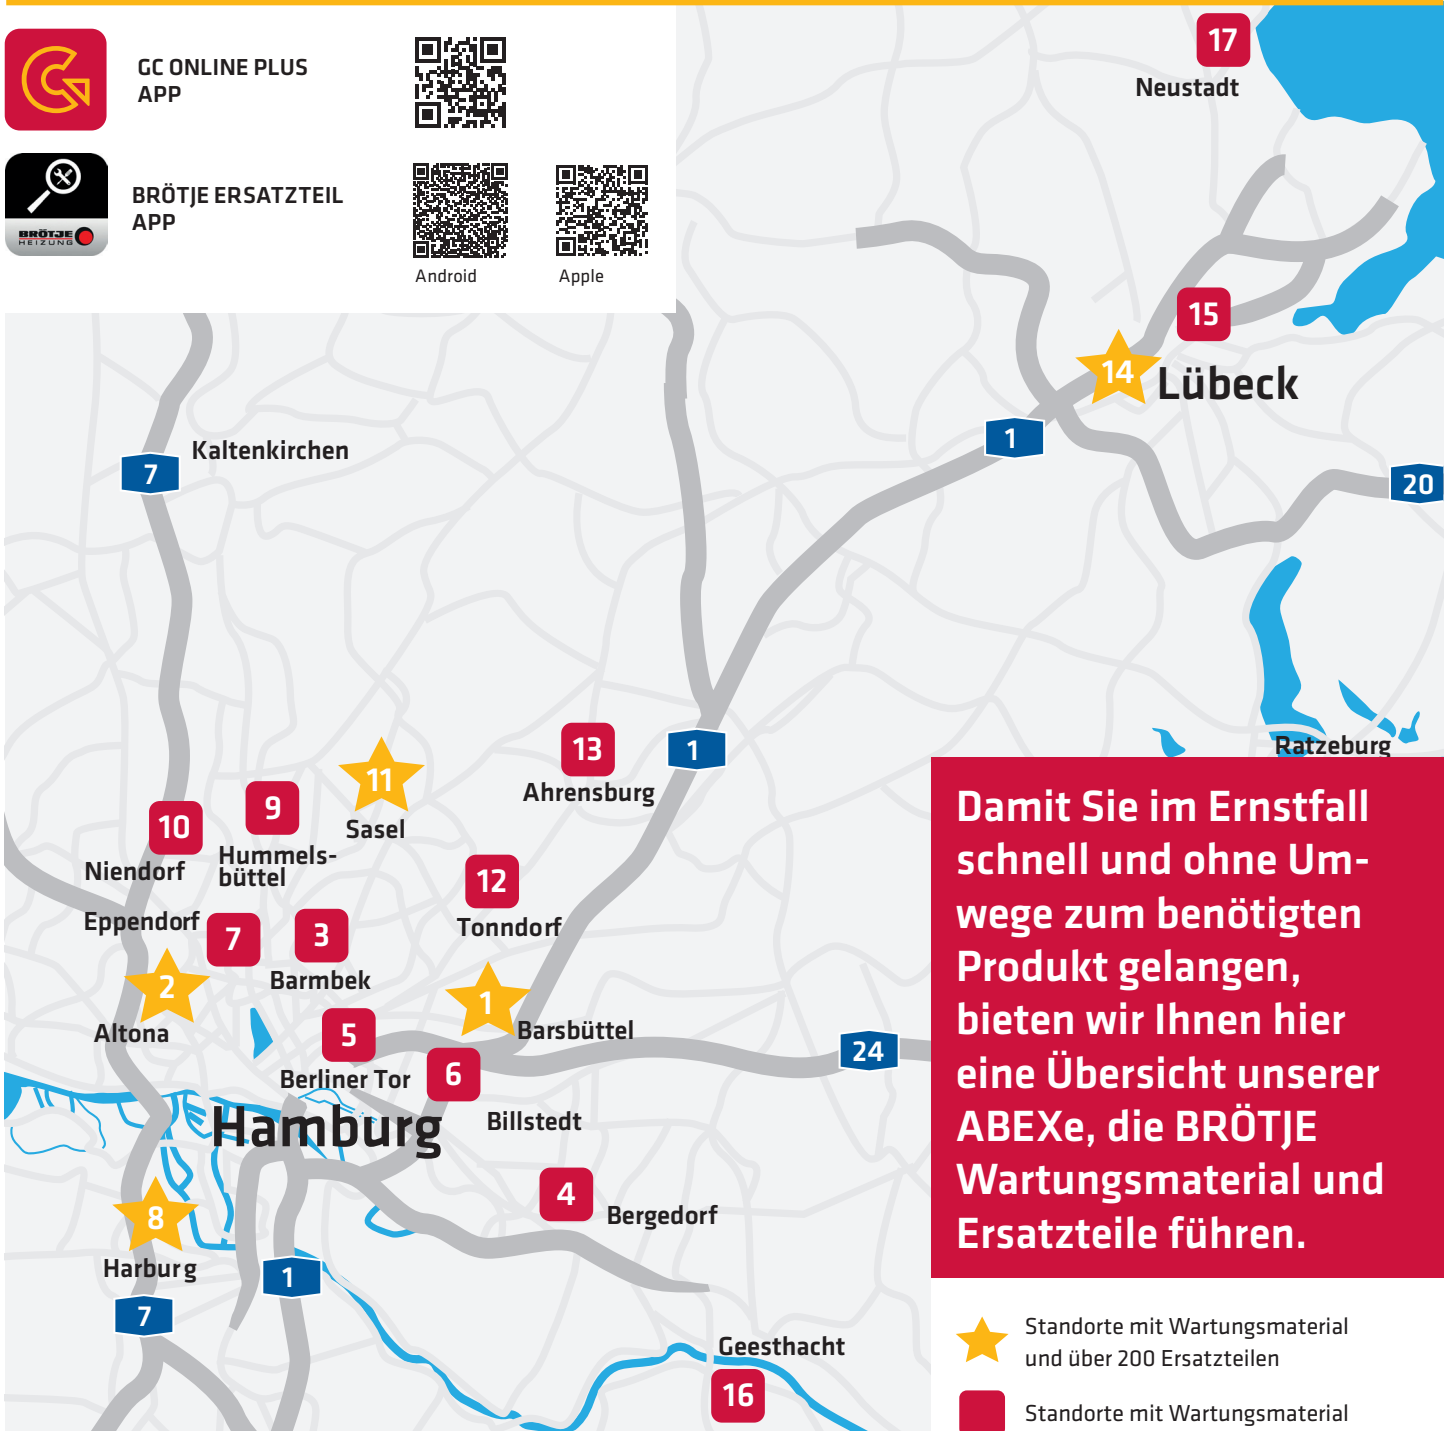 GC ONLINE PLUS
APP
BRÖTJE ERSATZTEIL
APP
BRÖTJE
HEIZUNG
Android
Apple
17
Neustadt
15
14
Lübeck
1
20
Kaltenkirchen
7
Ratzeburg
13
Ahrensburg
1
11
Sasel
9
Hummels-
büttel
10
Niendorf
12
Tonndorf
Eppendorf
7
3
Barmbek
2
Altona
1
Barsbüttel
5
Berliner Tor
6
Billstedt
24
Hamburg
4
Bergedorf
8
Harburg
1
7
Geesthacht
16
Damit Sie im Ernstfall
schnell und ohne Um-
wege zum benötigten
Produkt gelangen,
bieten wir Ihnen hier
eine Übersicht unserer
ABEXe, die BRÖTJE
Wartungsmaterial und
Ersatzteile führen.
Standorte mit Wartungsmaterial
und über 200 Ersatzteilen
Standorte mit Wartungsmaterial